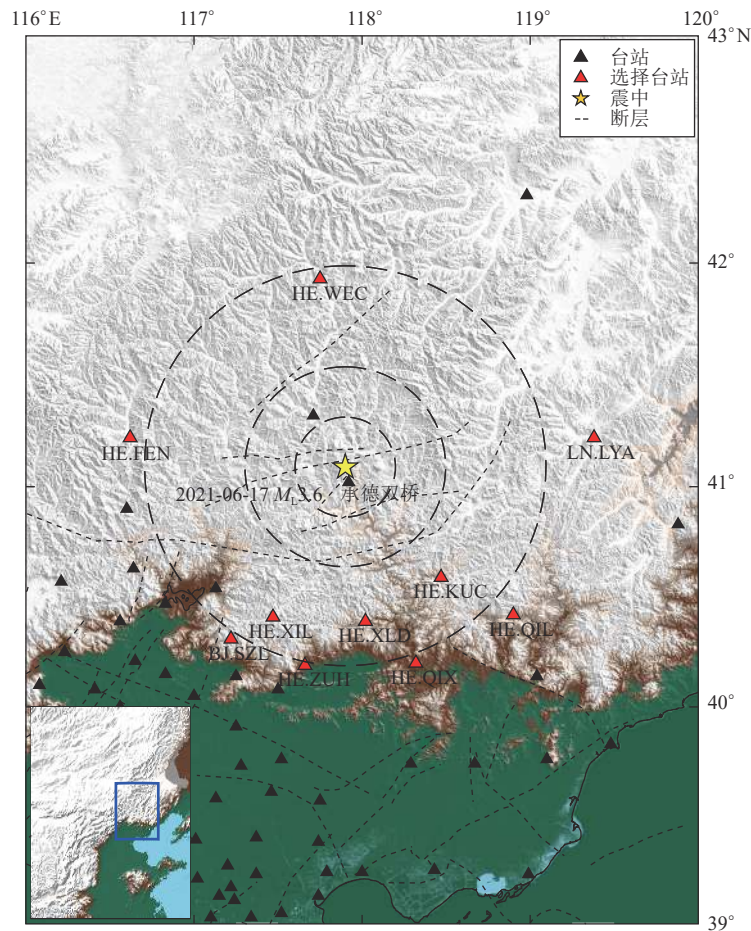 116°E 117° 118° 119° 120°
43°N
台站
选择台站
震中
断层
42°
HE.WEC
HE.FEN
LN.LYA
41°
2021-06-17 ML3.6 承德双桥
HE.KUC
HE.QIL
HE.XIL
HE.XLD
BJ.SZL
HE.ZUH
HE.QIX
40°
39°